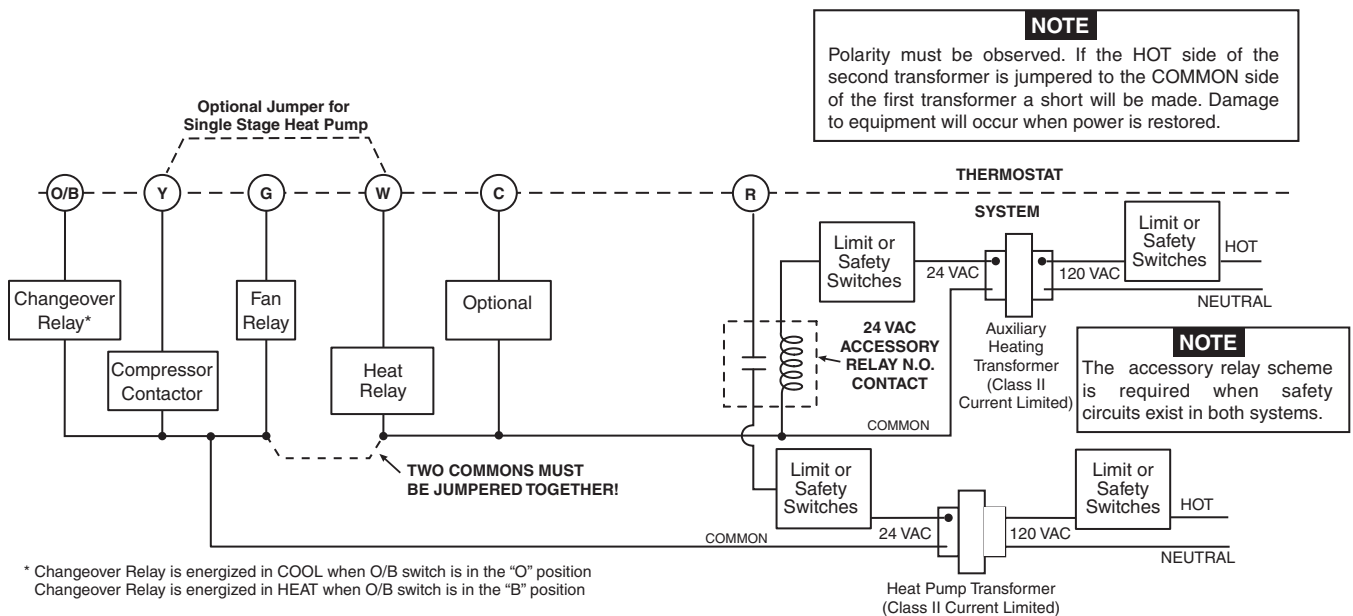 NOTE
Polarity must be observed. If the HOT side of the
second transformer is jumpered to the COMMON side
of the first transformer a short will be made. Damage
to equipment will occur when power is restored.
Optional Jumper for
Single Stage Heat Pump
O/B
Y
G
W
C
R
THERMOSTAT
SYSTEM
Limit or
Safety
Switches
24 VAC
120 VAC
Limit or
Safety
Switches
HOT
NEUTRAL
Changeover
Relay*
Compressor
Contactor
Fan
Relay
Heat
Relay
Optional
24 VAC
ACCESSORY
RELAY N.O.
CONTACT
Auxiliary
Heating
Transformer
(Class II
Current Limited)
NOTE
The accessory relay scheme
is required when safety
circuits exist in both systems.
COMMON
TWO COMMONS MUST
BE JUMPERED TOGETHER!
Limit or
Safety
Switches
24 VAC
120 VAC
Limit or
Safety
Switches
HOT
NEUTRAL
COMMON
Heat Pump Transformer
(Class II Current Limited)
* Changeover Relay is energized in COOL when O/B switch is in the “O” position
Changeover Relay is energized in HEAT when O/B switch is in the “B” position